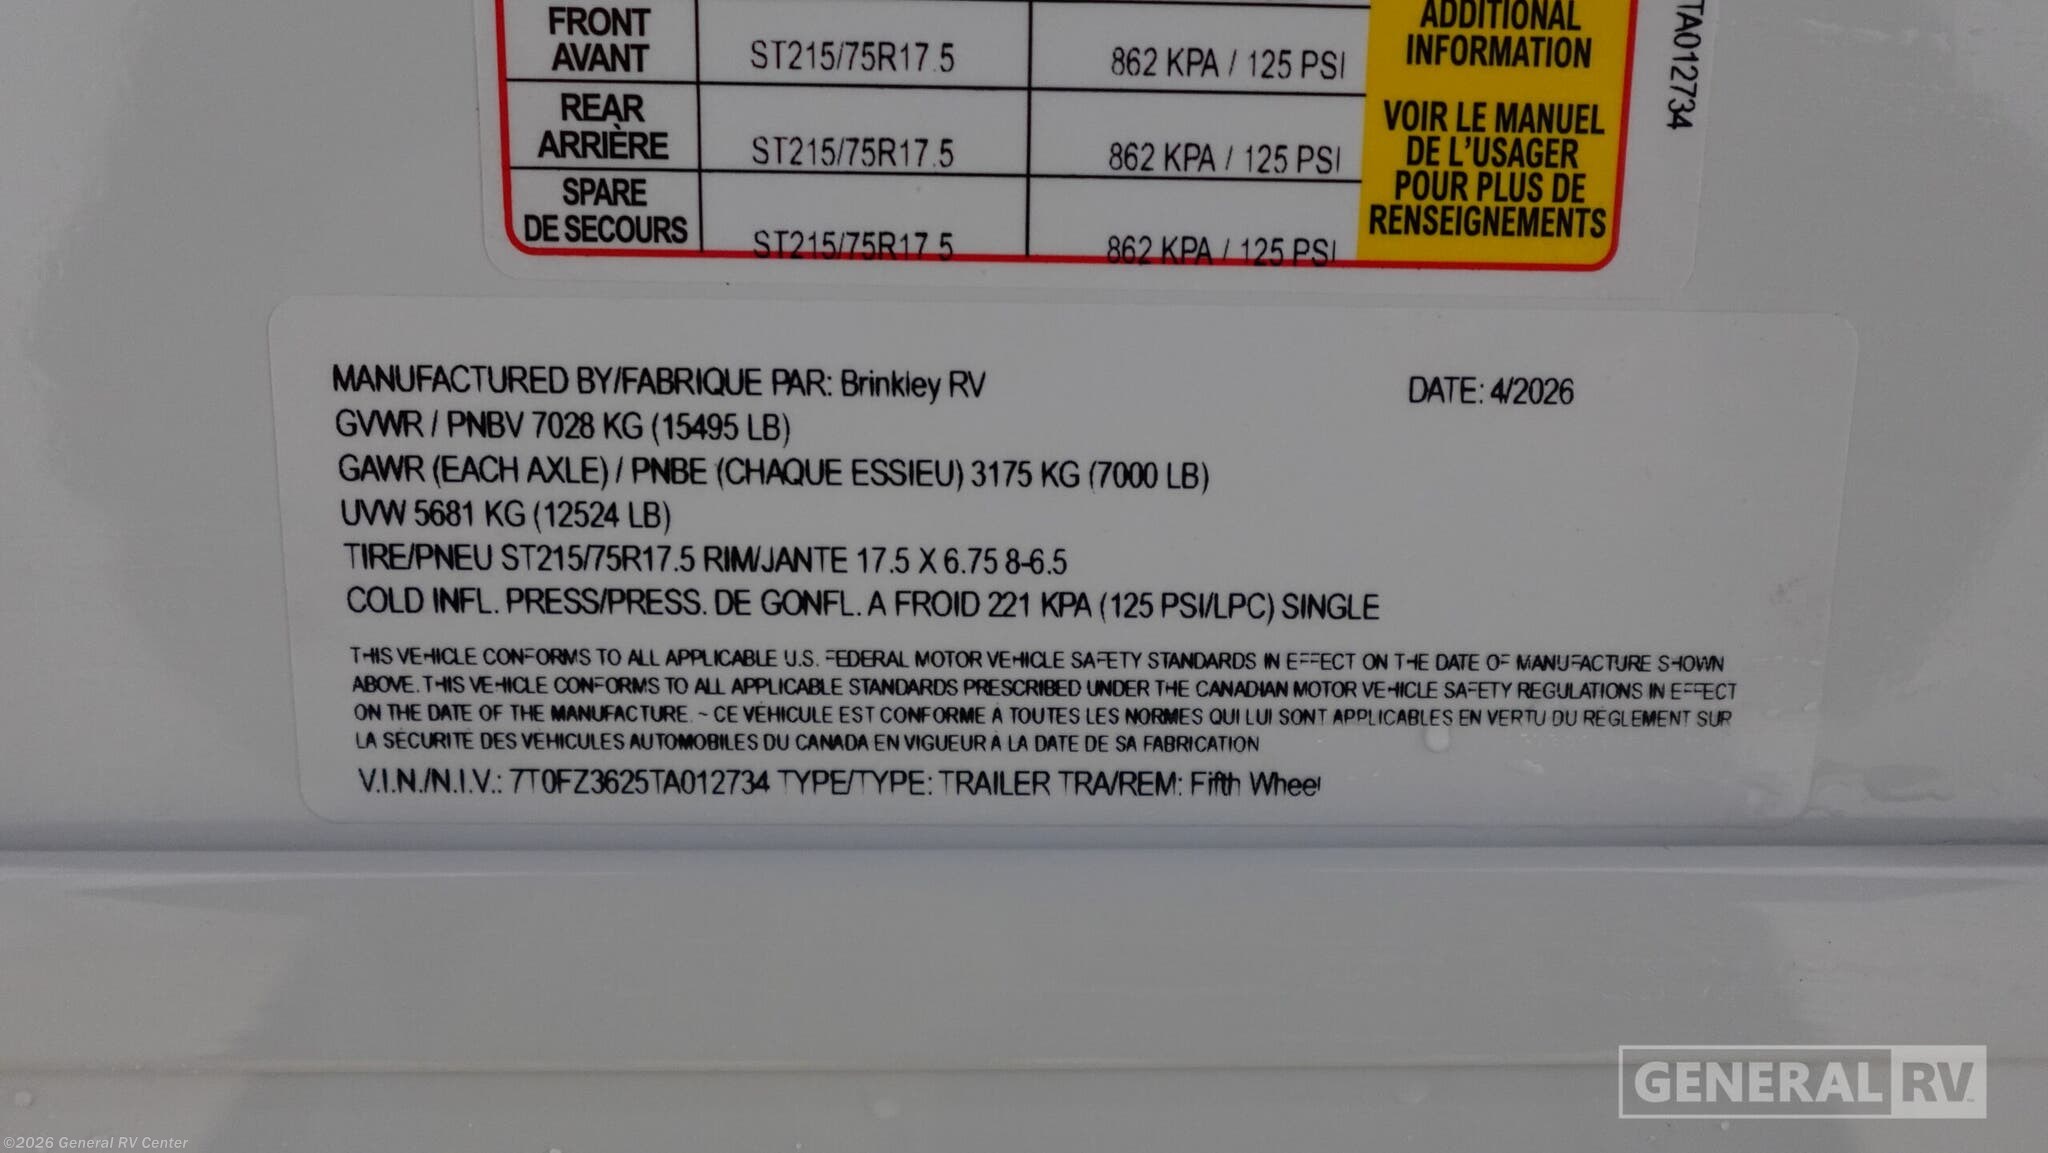 FRONT
AVANT
ST215/75R17.5
862 KPA / 125 PSI
REAR
ARRIÈRE
ST215/75R17.5
862 KPA / 125 PSI
SPARE
DE SECOURS
ST215/75R17.5
862 KPA / 125 PSI
ADDITIONAL
INFORMATION
VOIR LE MANUEL
DE L'USAGER
POUR PLUS DE
RENSEIGNEMENTS
TA012734
MANUFACTURED BY/FABRIQUE PAR: Brinkley RV DATE: 4/2026
GVWR / PNBV 7028 KG (15495 LB)
GAWR (EACH AXLE) / PNBE (CHAQUE ESSIEU) 3175 KG (7000 LB)
UVW 5681 KG (12524 LB)
TIRE/PNEU ST215/75R17.5 RIM/JANTE 17.5 X 6.75 8-6.5
COLD INFL. PRESS/PRESS. DE GONFL. A FROID 221 KPA (125 PSI/LPC) SINGLE
THIS VEHICLE CONFORMS TO ALL APPLICABLE U.S. FEDERAL MOTOR VEHICLE SAFETY STANDARDS IN EFFECT ON THE DATE OF MANUFACTURE SHOWN
ABOVE. THIS VEHICLE CONFORMS TO ALL APPLICABLE STANDARDS PRESCRIBED UNDER THE CANADIAN MOTOR VEHICLE SAFETY REGULATIONS IN EFFECT
ON THE DATE OF THE MANUFACTURE. ~ CE VÉHICULE EST CONFORME À TOUTES LES NORMES QUI LUI SONT APPLICABLES EN VERTU DU RÉGLEMENT SUR
LA SÉCURITÉ DES VÉHICULES AUTOMOBILES DU CANADA EN VIGUEUR À LA DATE DE SA FABRICATION
V.I.N./N.I.V.: 7T0FZ3625TA012734 TYPE/TYPE: TRAILER TRA/REM: Fifth Wheel
GENERAL RV
©2026 General RV Center